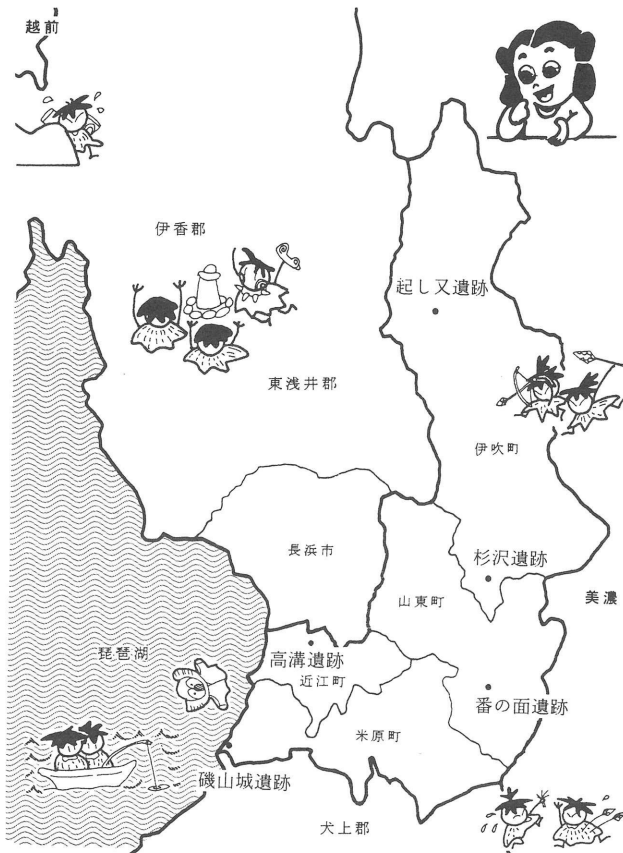 越前
伊香郡
起し又遺跡
東浅井郡
伊吹町
長浜市
杉沢遺跡
山東町
美濃
琵琶湖
高溝遺跡
近江町
番の面遺跡
米原町
磯山城遺跡
犬上郡